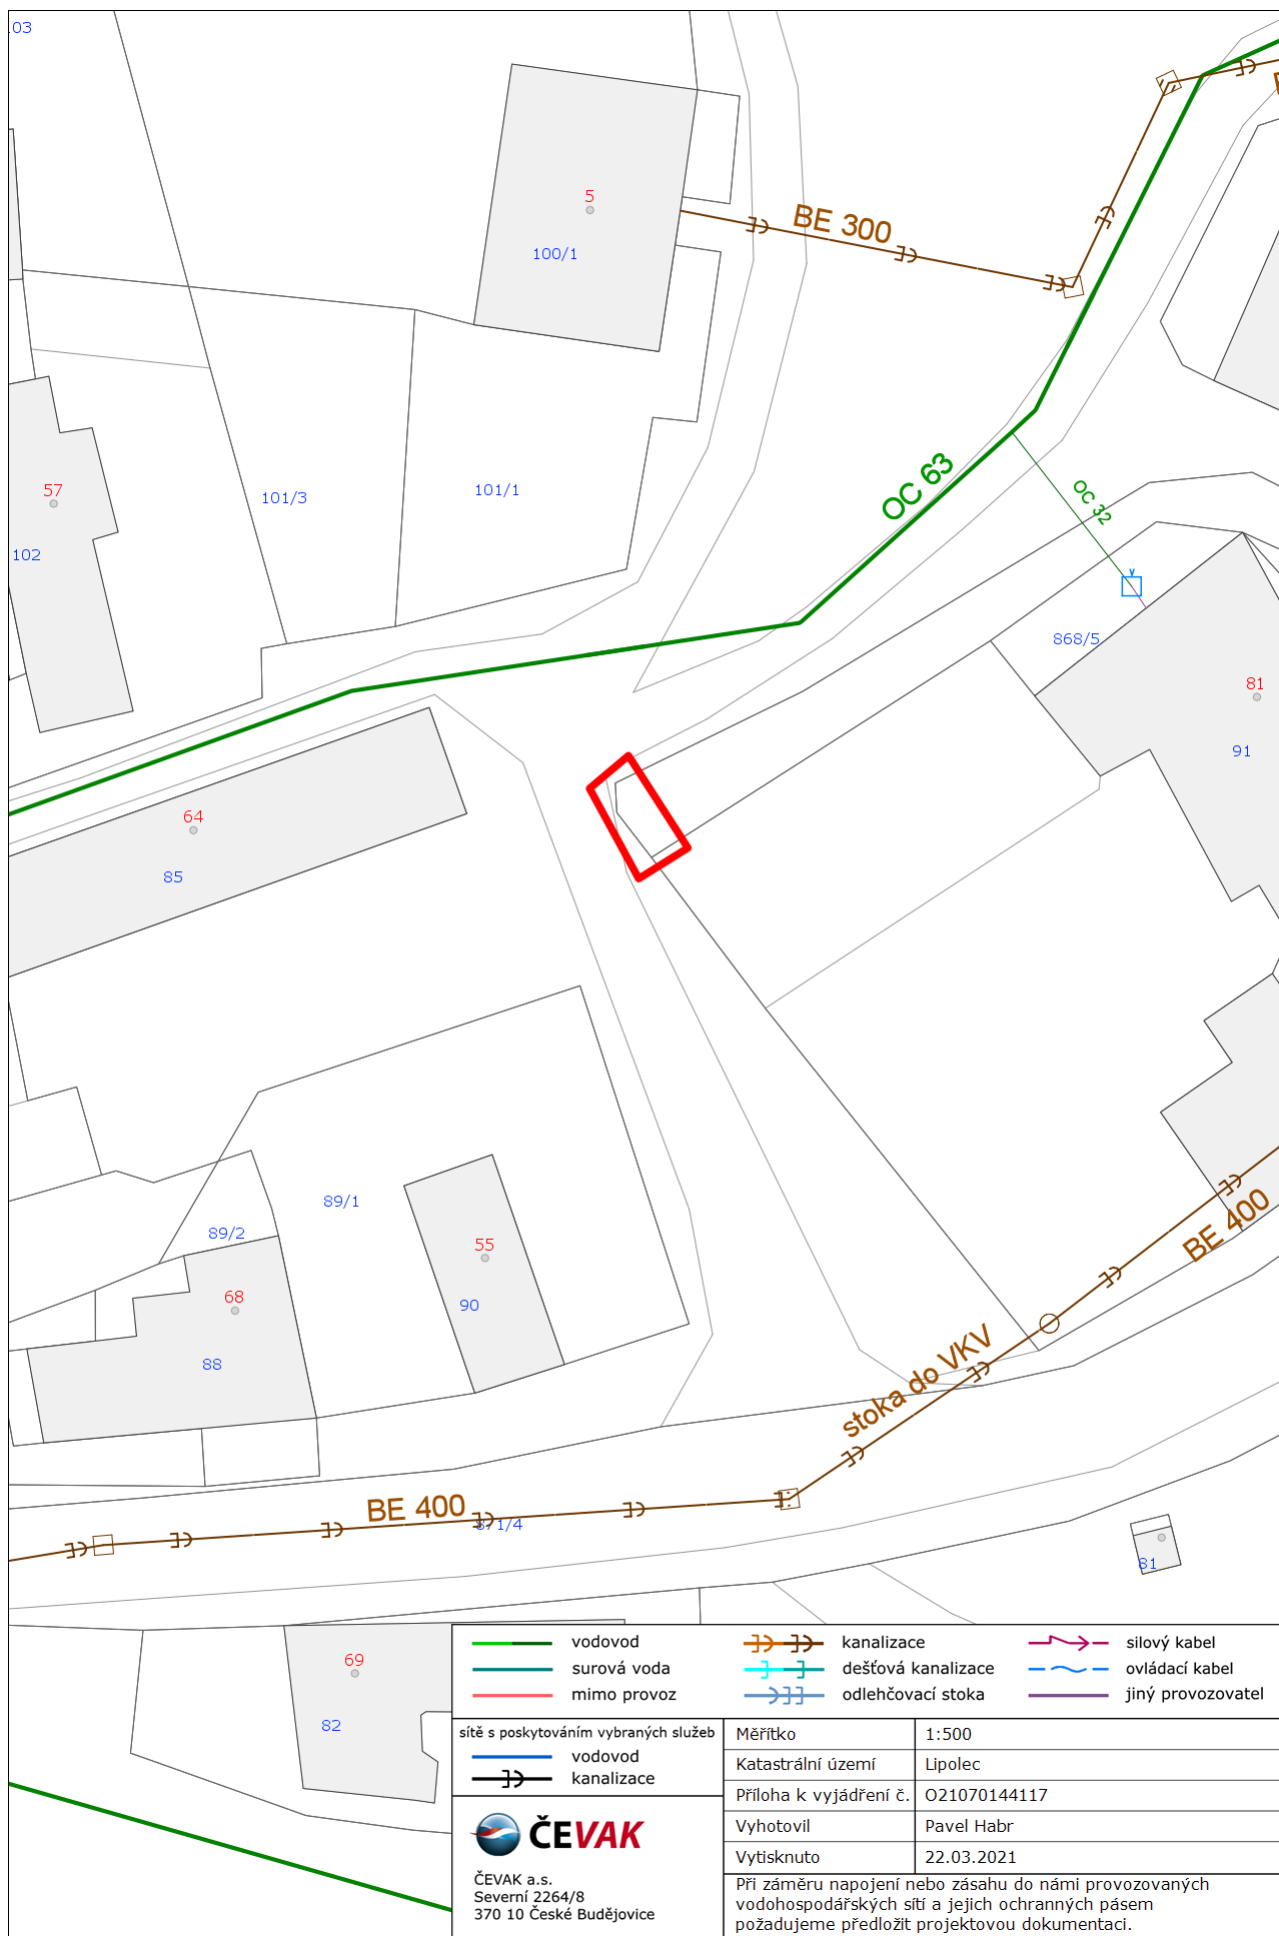 .03
5
BE 300
100/1
57
101/3
101/1
OC 63
OC 32
102
V
868/5
81
91
64
85
89/1
89/2
BE 400
55
68
90
88
stoka do VKV
BE 400
871/4
81
69
82
vodovod
surová voda
mimo provoz
kanalizace
dešťová kanalizace
odlehčovací stoka
silový kabel
ovládací kabel
jiný provozovatel
sítě s poskytováním vybraných služeb
vodovod
kanalizace
Měřítko 1:500
Katastrální území Lipolec
Příloha k vyjádření č. O21070144117
Vyhotovil Pavel Habr
Vytisknuto 22.03.2021
ČEVAK
ČEVAK a.s.
Severní 2264/8
370 10 České Budějovice
Při záměru napojení nebo zásahu do námi provozovaných
vodohospodářských sítí a jejich ochranných pásem
požadujeme předložit projektovou dokumentaci.